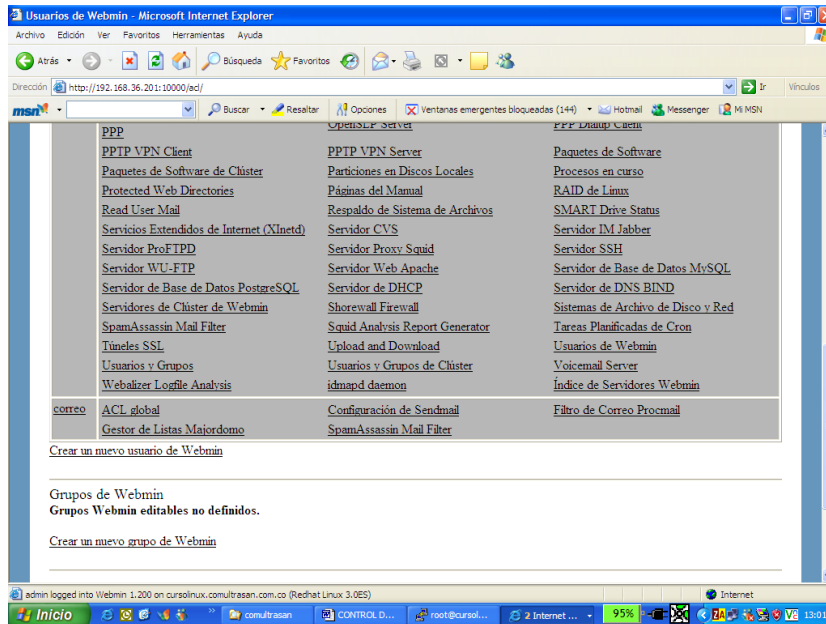 Usuarios de Webmin - Microsoft Internet Explorer
Archivo Edición Ver Favoritos Herramientas Ayuda
Atrás Búsqueda Favoritos
Dirección http://192.168.36.201:10000/acl/ Ir Vínculos
msn Buscar Resaltar Opciones Ventanas emergentes bloqueadas (144) Hotmail Messenger Mi MSN
PPP OpenSLP Server PPP Dialup Client
PPTP VPN Client PPTP VPN Server Paquetes de Software
Paquetes de Software de Clúster Particiones en Discos Locales Procesos en curso
Protected Web Directories Páginas del Manual RAID de Linux
Read User Mail Respaldo de Sistema de Archivos SMART Drive Status
Servicios Extendidos de Internet (XInetd) Servidor CVS Servidor IM Jabber
Servidor ProFTPD Servidor Proxy Squid Servidor SSH
Servidor WU-FTP Servidor Web Apache Servidor de Base de Datos MySQL
Servidor de Base de Datos PostgreSQL Servidor de DHCP Servidor de DNS BIND
Servidores de Clúster de Webmin Shorewall Firewall Sistemas de Archivo de Disco y Red
SpamAssassin Mail Filter Squid Analysis Report Generator Tareas Planificadas de Cron
Túneles SSL Upload and Download Usuarios de Webmin
Usuarios y Grupos Usuarios y Grupos de Clúster Voicemail Server
Webalizer Logfile Analysis idmapd daemon Índice de Servidores Webmin
correo ACL global Configuración de Sendmail Filtro de Correo Procmail
Gestor de Listas Majordomo SpamAssassin Mail Filter
Crear un nuevo usuario de Webmin
Grupos de Webmin
Grupos Webmin editables no definidos.
Crear un nuevo grupo de Webmin
admin logged into Webmin 1.200 on cursolinux.comultrasan.com.co (Redhat Linux 3.0ES) Internet
Inicio comultrasan CONTROL D... root@cursol... 2 Internet ... 95% 13:01